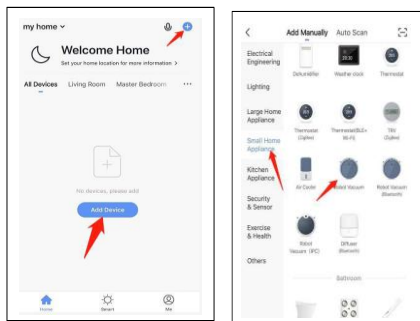 my home
Welcome Home
Set your home location for more information >
All Devices Living Room Master Bedroom ...
No devices, please add
Add Device
Home Smart Me
Add Manually Auto Scan
Electrical
Engineering
Dehumidifier Weather clock Thermostat
Lighting
Large Home
Appliance
Thermostat
(ZigBee)
Thermostat(BLE+
Wi-Fi)
TRV
(ZigBee)
Small Home
Appliance
Kitchen
Appliance
Air Cooler Robot Vacuum Robot Vacuum
(Bluetooth)
Security
& Sensor
Exercise
& Health
Robot
Vacuum (IPC)
Diffuser
(Bluetooth)
Others
Bathroom